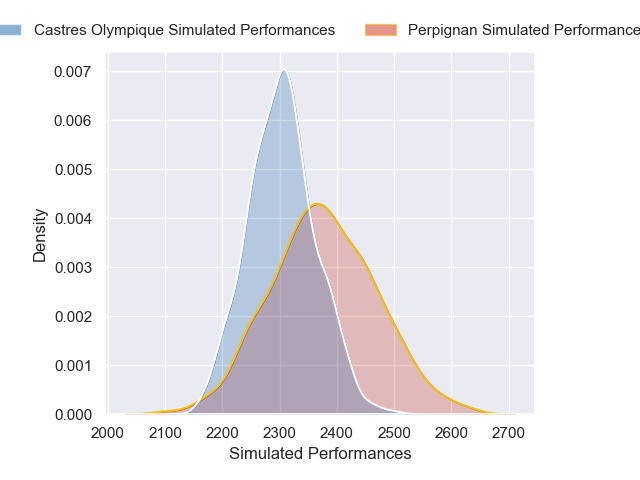 Castres Olympique Simulated Performances
Perpignan Simulated Performance
0.007
0.006
0.005
0.004
0.003
0.002
0.001
0.000
Density
2000 2100 2200 2300 2400 2500 2600 2700
Simulated Performances